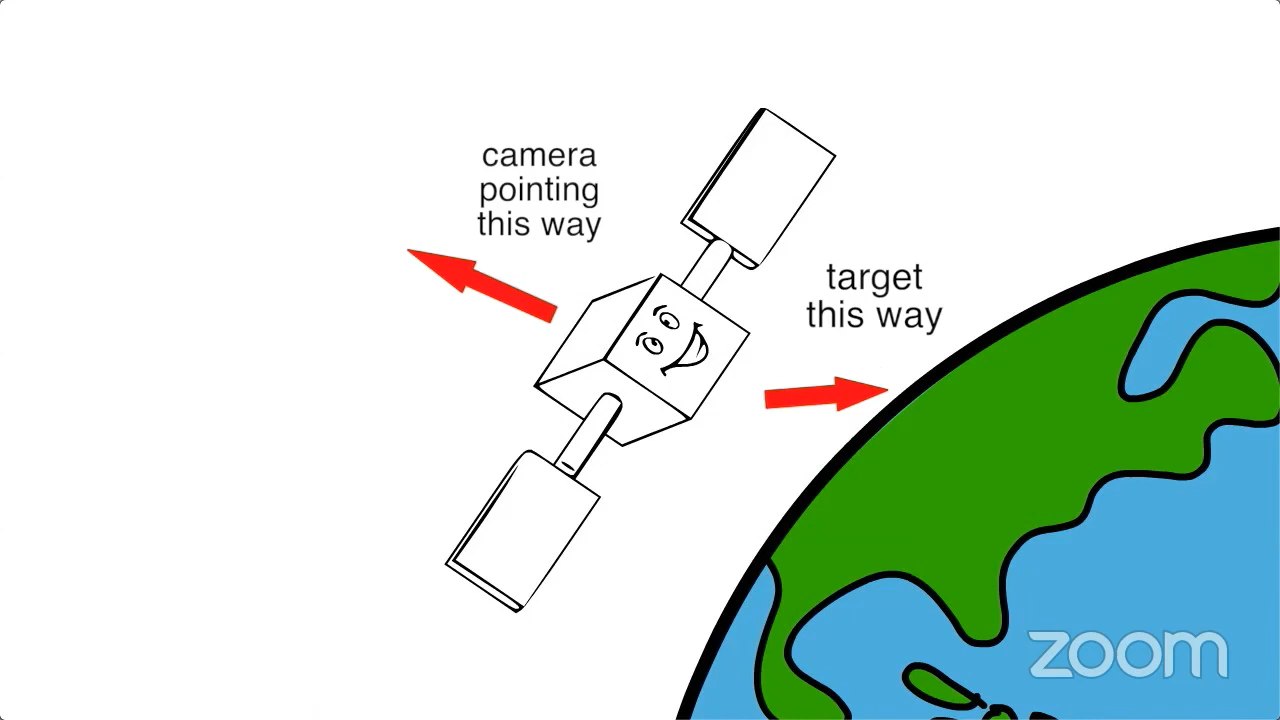 camera
pointing
this way
target
this way
zoom